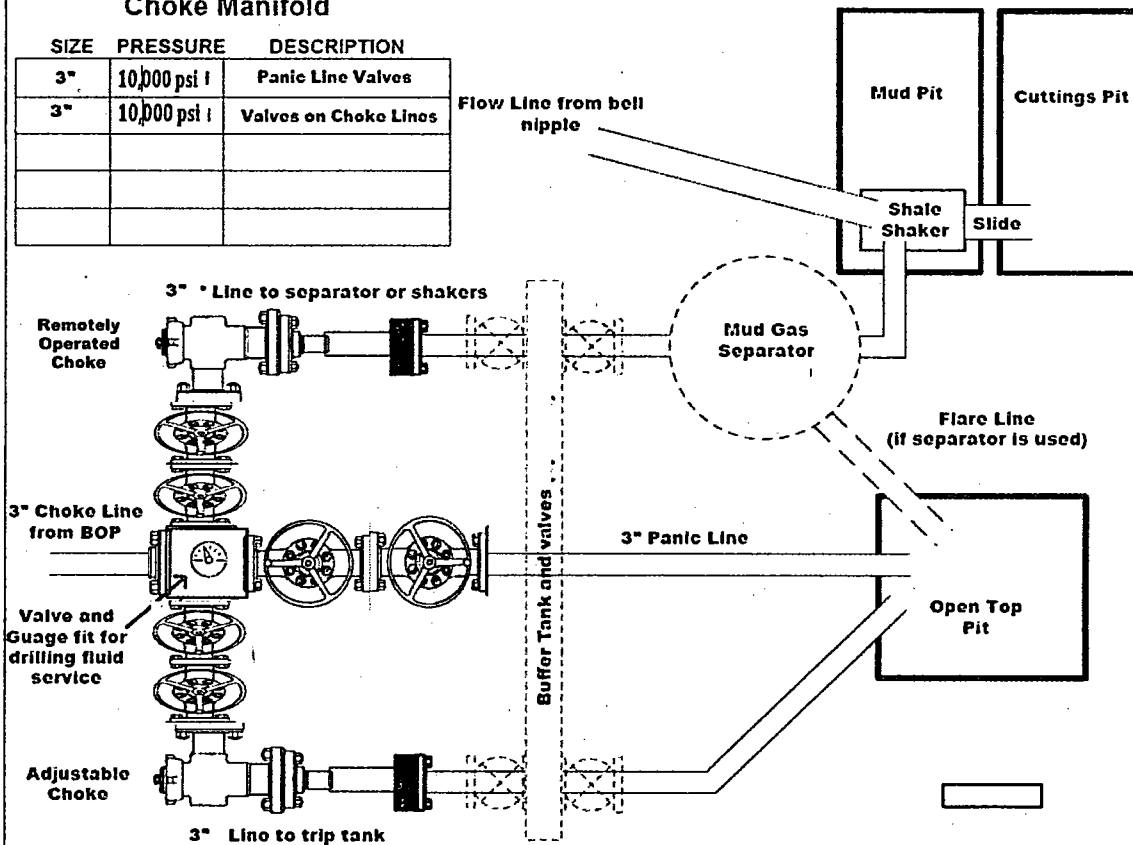 Choke Manifold
SIZE PRESSURE DESCRIPTION
3" 10,000 psi Panic Line Valves
3" 10,000 psi Valves on Choke Lines
Flow Line from bell
nipple
Mud Pit
Cuttings Pit
Shale
Shaker
Slide
3" Line to separator or shakers
Remotely
Operated
Choke
Mud Gas
Separator
Flare Line
(if separator is used)
3" Choke Line
from BOP
3" Panic Line
Buffer Tank and valves
Open Top
Pit
Valve and
Guage fit for
drilling fluid
service
Adjustable
Choke
3" Line to trip tank